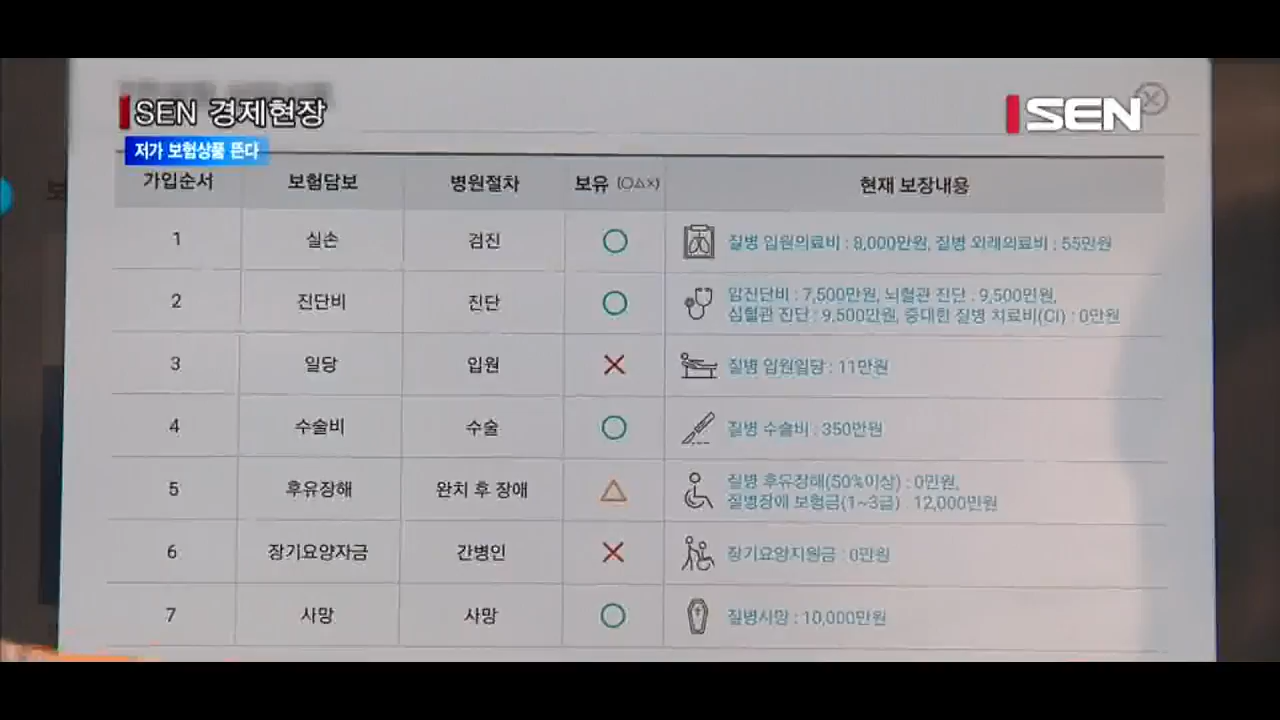 SEN 경제현장
SEN
저가 보험상품 뜬다
가입순서 보험담보 병원절차 보유 (○△×) 현재 보장내용
1 실손 검진 ○ 질병 입원의료비 : 8,000만원, 질병 외래의료비 : 55만원
2 진단비 진단 ○ 암진단비 : 7,500만원, 뇌혈관 진단 : 9,500만원,
심혈관 진단 : 9,500만원, 중대한 질병 치료비(CI) : 0만원
3 일당 입원 × 질병 입원일당 : 11만원
4 수술비 수술 ○ 질병 수술비 : 350만원
5 후유장해 완치 후 장애 △ 질병 후유장해(50%이상) : 0만원,
질병장애 보험금(1~3급) : 12,000만원
6 장기요양자금 간병인 × 장기요양지원금 : 0만원
7 사망 사망 ○ 질병사망 : 10,000만원